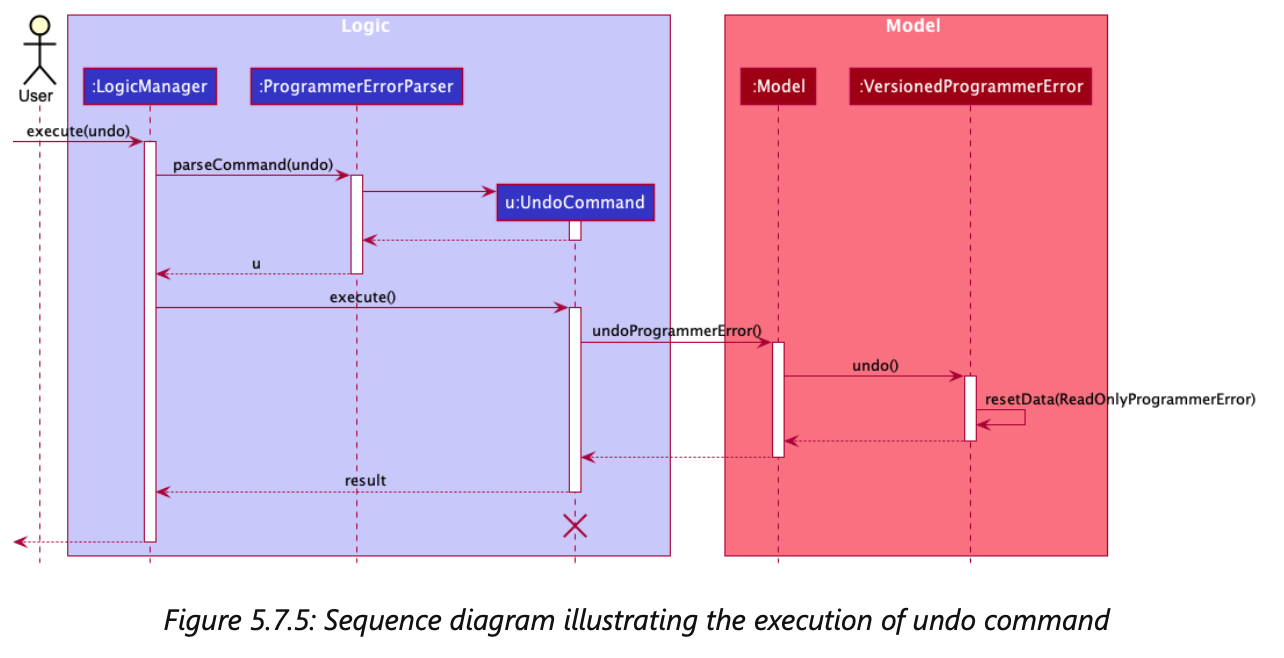 Logic
Model
User
:LogicManager
:ProgrammerErrorParser
:Model
:VersionedProgrammerError
execute(undo)
parseCommand(undo)
u:UndoCommand
u
execute()
undoProgrammerError()
undo()
resetData(ReadOnlyProgrammerError)
result
Figure 5.7.5: Sequence diagram illustrating the execution of undo command